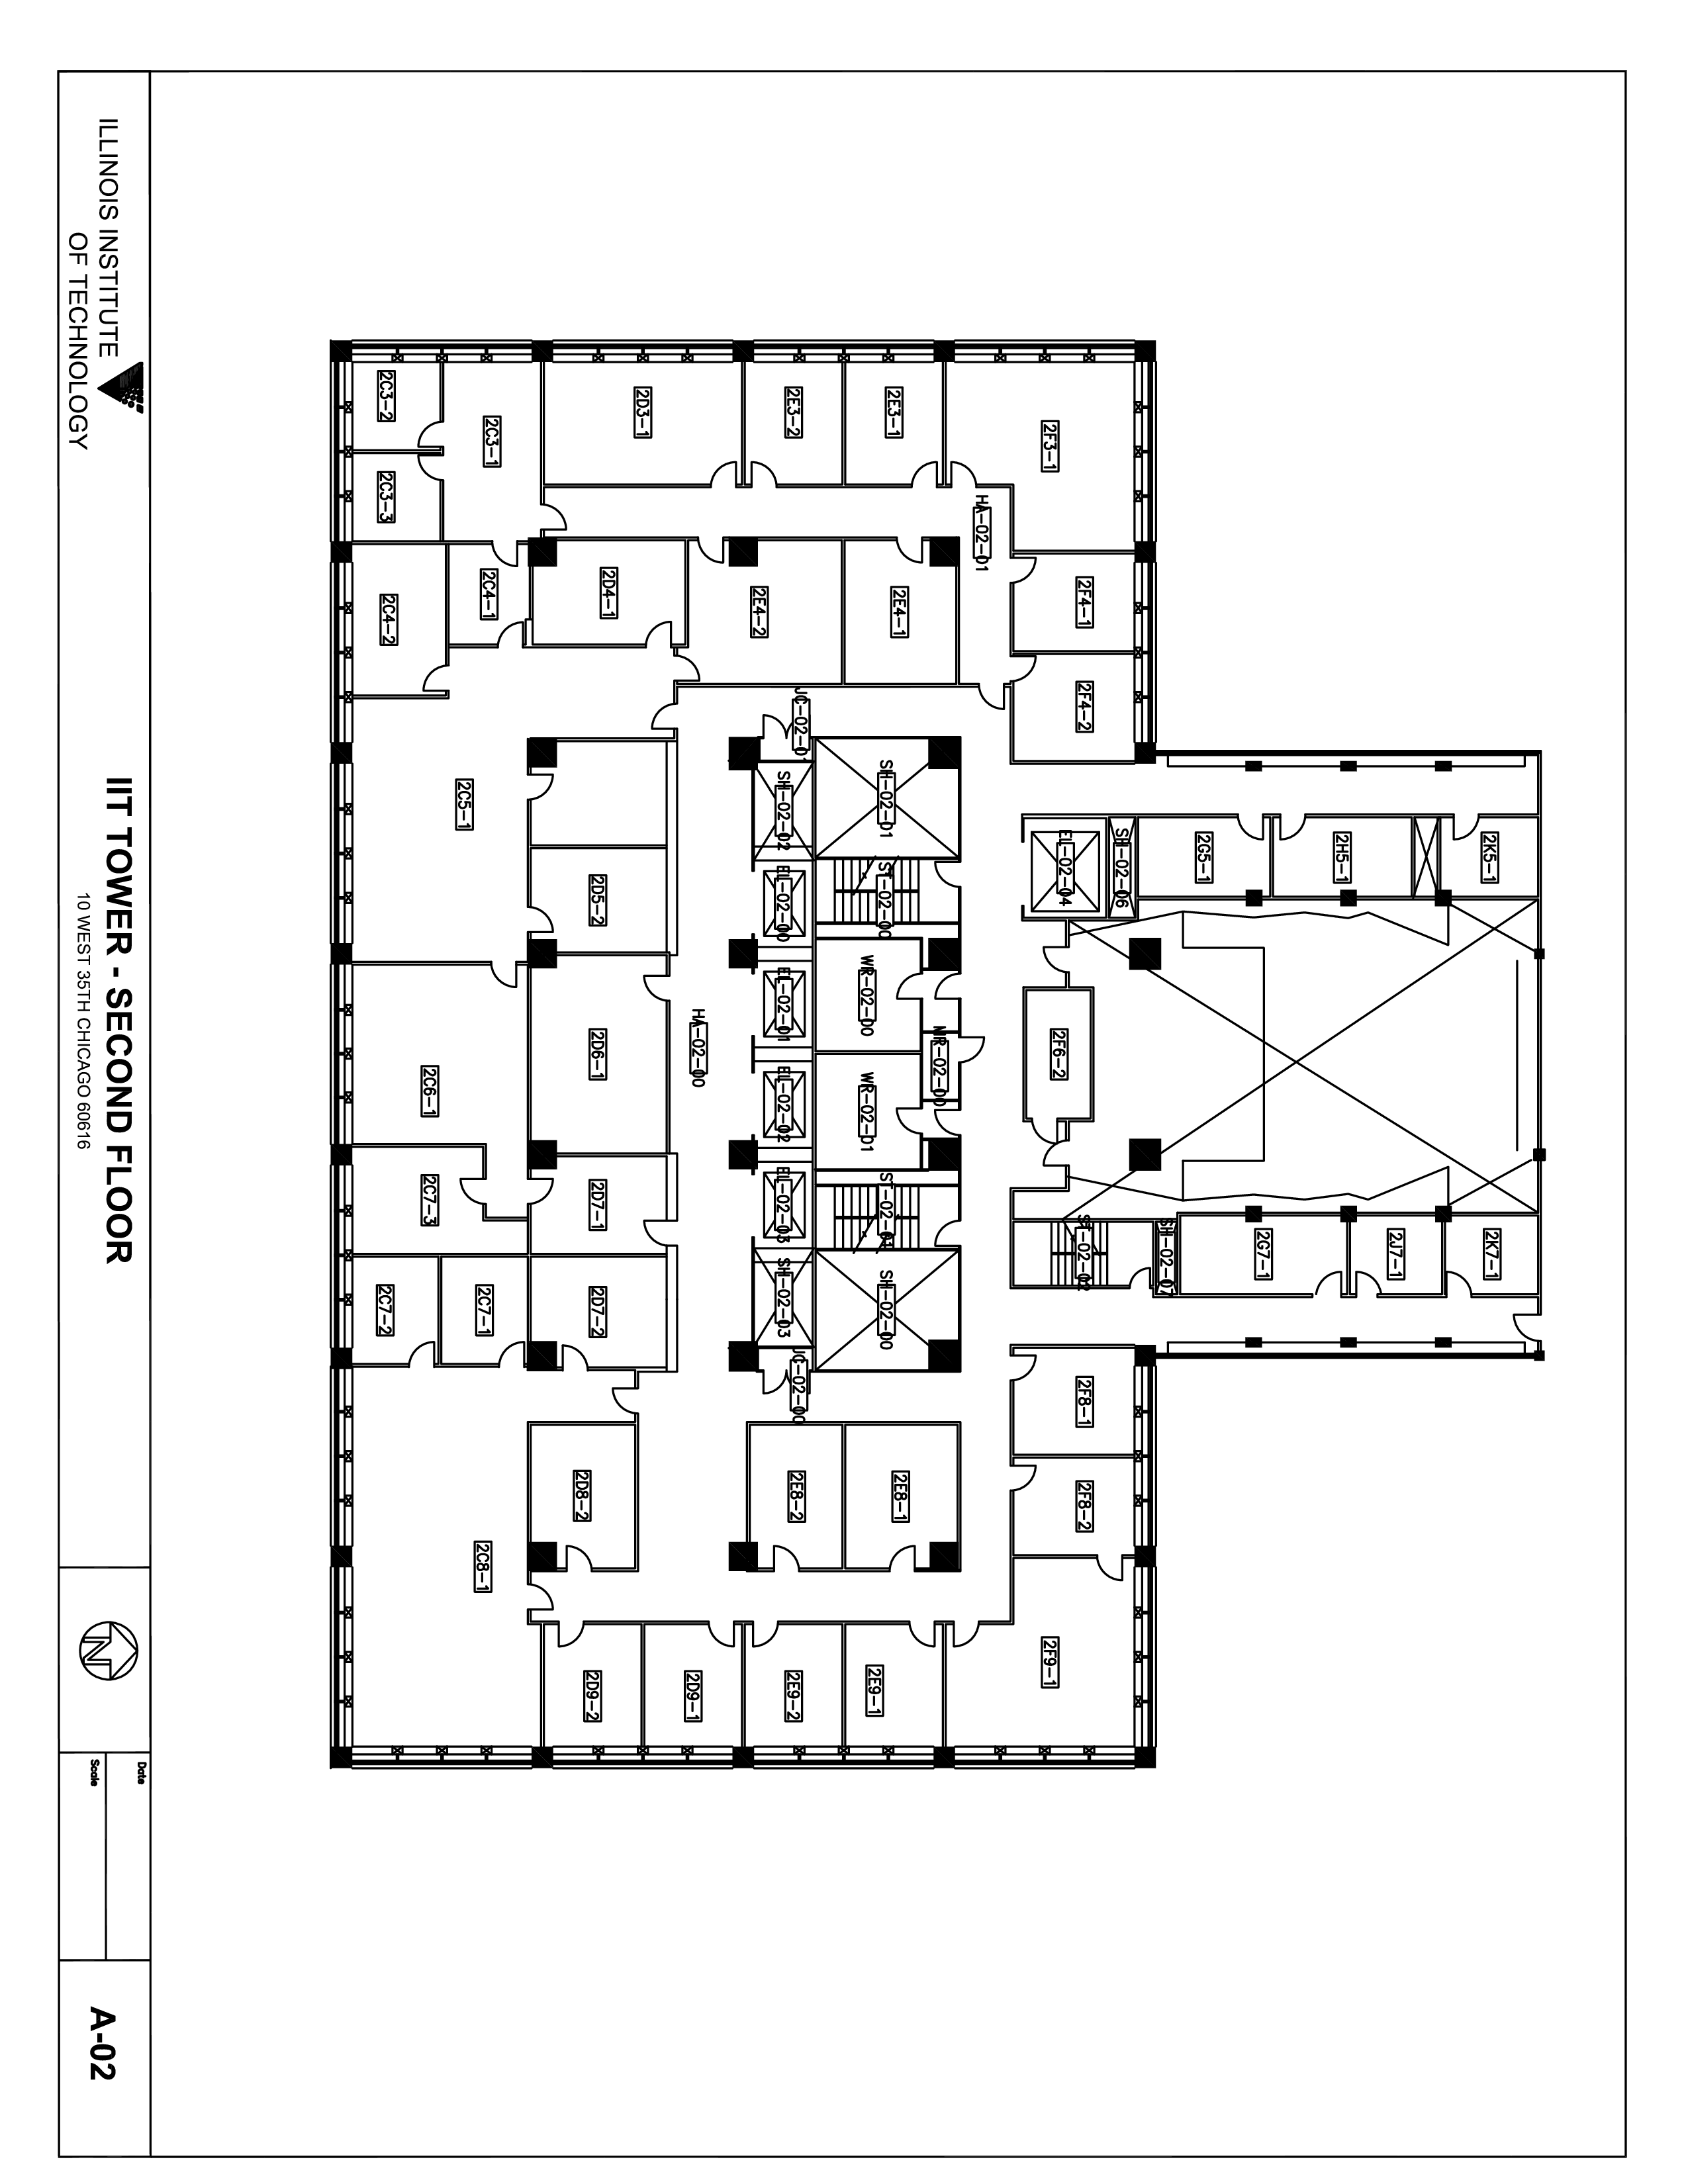 2K5-1
2K7-1
2J7-1
2H5-1
2G5-1
2G7-1
SH-02-06
SH-02-07
2F4-1
2F4-2
EL-02-04
2F6-2
ST-02-02
2F8-1
2F8-2
2F3-1
2F9-1
HA-02-01
MR-02-00
2E3-1
2E4-1
SH-02-01
ST-02-00
WR-02-00
WR-02-01
ST-02-01
SH-02-00
2E8-1
2E9-1
2E3-2
2E4-2
JC-02-01
SH-02-02
EL-02-00
EL-02-01
EL-02-02
EL-02-03
SH-02-03
JC-02-00
2E8-2
2E9-2
HA-02-00
2D9-1
2D3-1
2D4-1
2D5-2
2D6-1
2D7-1
2D7-2
2D8-2
2D9-2
2C3-1
2C4-1
2C5-1
2C7-1
2C8-1
2C6-1
2C7-3
2C3-2
2C3-3
2C4-2
2C7-2
ILLINOIS INSTITUTE
OF TECHNOLOGY
IIT TOWER - SECOND FLOOR
10 WEST 35TH CHICAGO 60616
N
Date
Scale
A-02